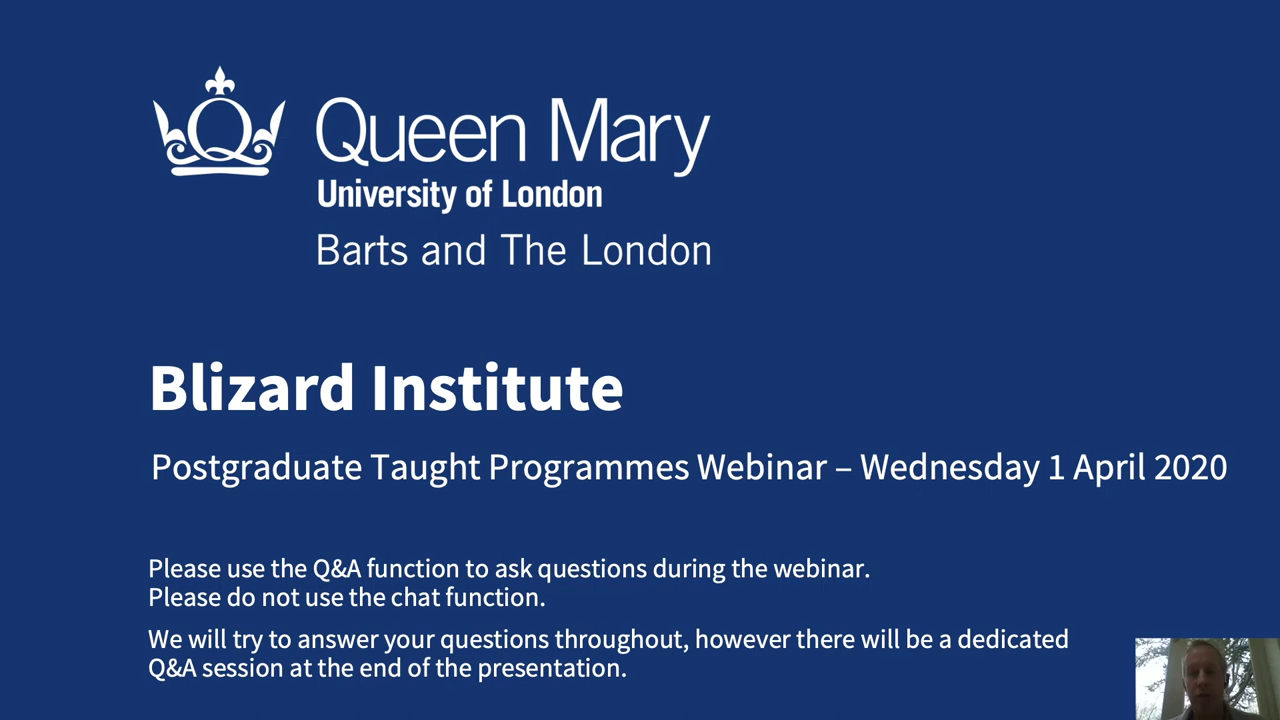 Queen Mary
University of London
Barts and The London
Blizard Institute
Postgraduate Taught Programmes Webinar – Wednesday 1 April 2020
Please use the Q&A function to ask questions during the webinar.
Please do not use the chat function.
We will try to answer your questions throughout, however there will be a dedicated
Q&A session at the end of the presentation.